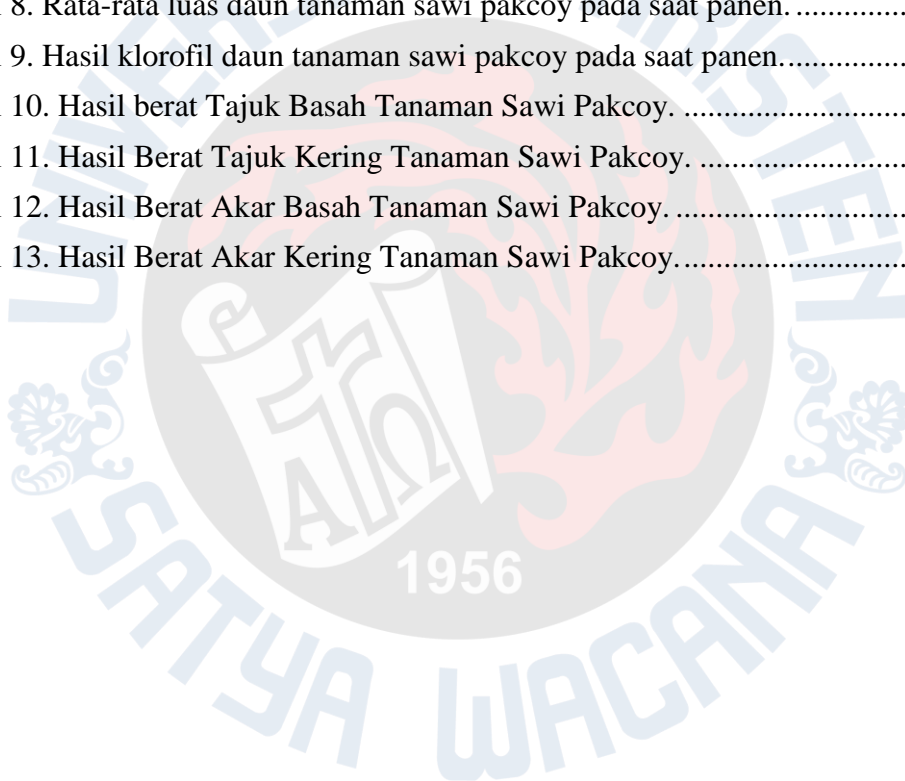 8. Rata-rata luas daun tanaman sawi pakcoy pada saat panen. ..............
9. Hasil klorofil daun tanaman sawi pakcoy pada saat panen...............
10. Hasil berat Tajuk Basah Tanaman Sawi Pakcoy. ..........................
11. Hasil Berat Tajuk Kering Tanaman Sawi Pakcoy. ........................
12. Hasil Berat Akar Basah Tanaman Sawi Pakcoy. ..........................
13. Hasil Berat Akar Kering Tanaman Sawi Pakcoy..........................
ΑΩ
1956
SATYA WACANA